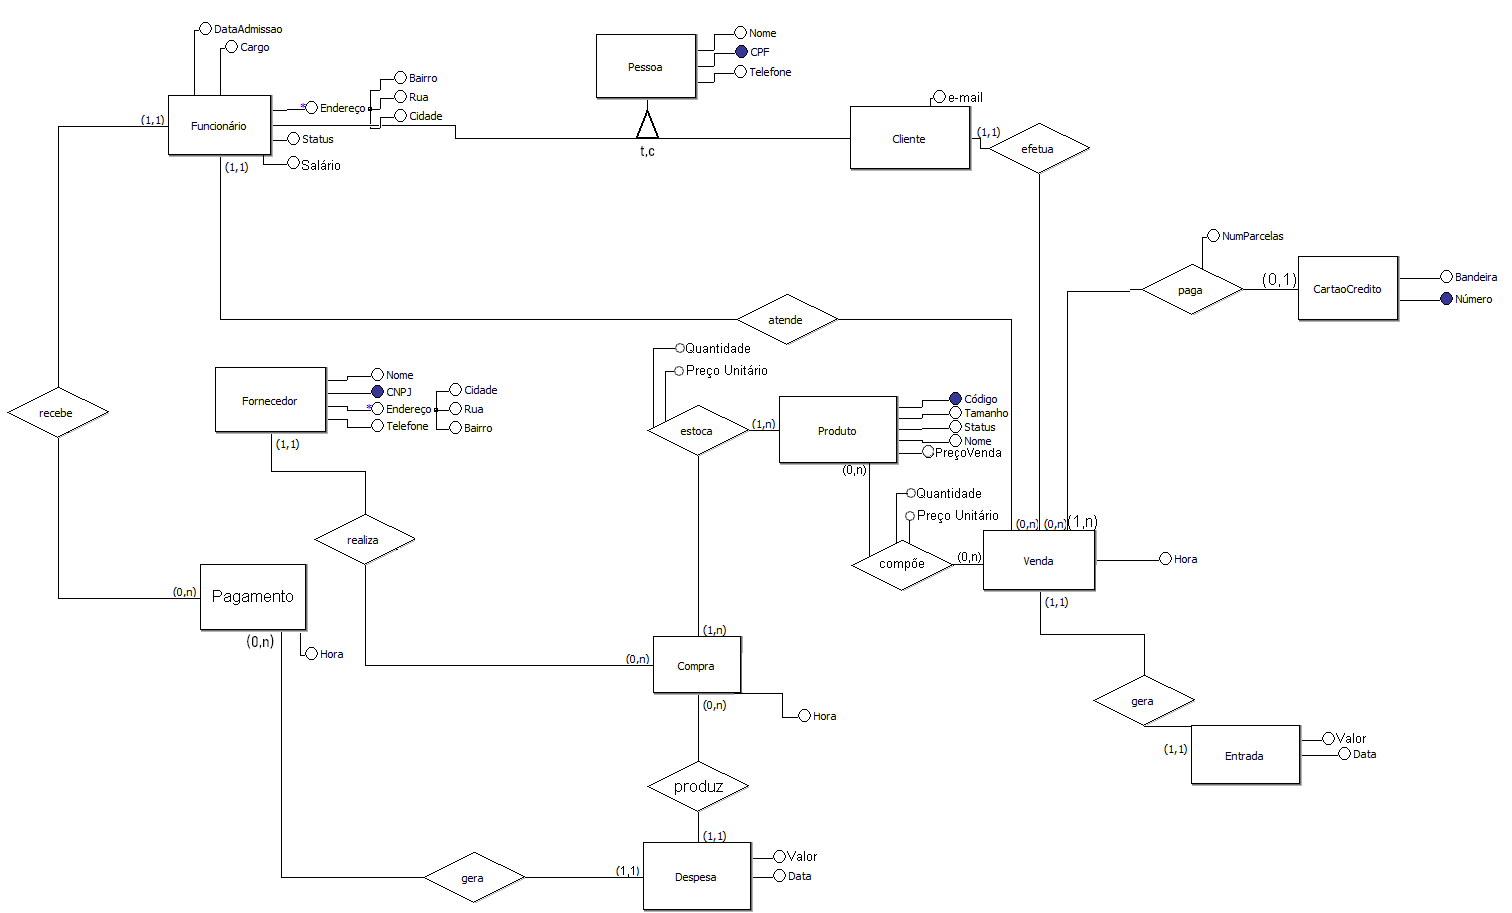 DataAdmissao
Cargo
Nome
CPF
Telefone
Pessoa
Bairro
Rua
Cidade
*
Endereço
Funcionário
(1,1)
Status
Salário
(1,1)
t,c
e-mail
Cliente
(1,1)
efetua
NumParcelas
paga
(0,1)
CartaoCredito
Bandeira
Número
atende
recebe
Fornecedor
Nome
CNPJ
*
Endereço
Telefone
Cidade
Rua
Bairro
(1,1)
realiza
Quantidade
Preço Unitário
estoca
(1,n)
Produto
Código
Tamanho
Status
Nome
PreçoVenda
(0,n)
Quantidade
Preço Unitário
compõe
(0,n)
(0,n)
(0,n)
(1,n)
Venda
Hora
(1,1)
(0,n)
Pagamento
(0,n)
Hora
(1,n)
(0,n)
Compra
(0,n)
Hora
gera
(1,1)
Entrada
Valor
Data
produz
(1,1)
gera
(1,1)
Despesa
Valor
Data